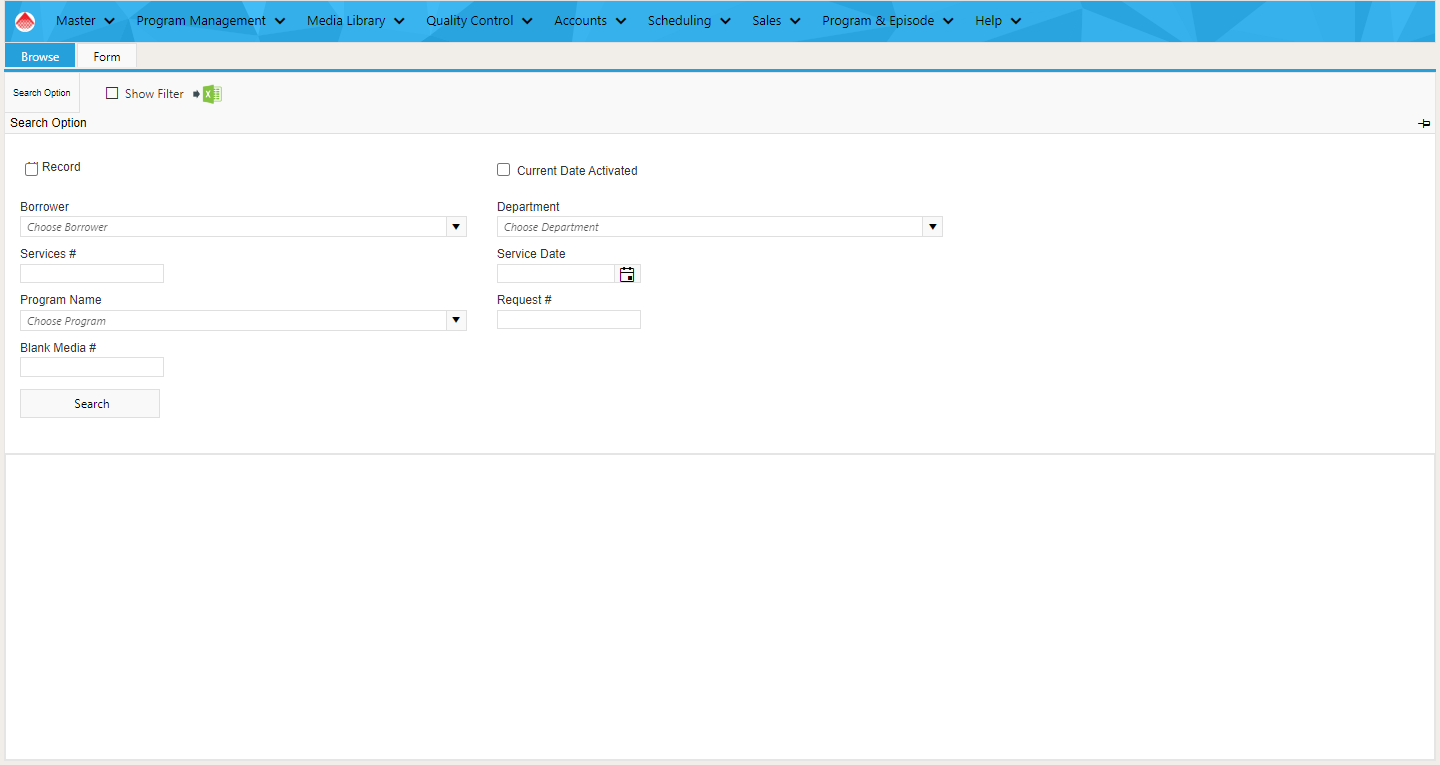 Master Program Management Media Library Quality Control Accounts Scheduling Sales Program & Episode Help
Browse Form
Search Option Show Filter
Search Option
Record Current Date Activated
Borrower Department
Choose Borrower Choose Department
Services # Service Date
Program Name Request #
Choose Program
Blank Media #
Search